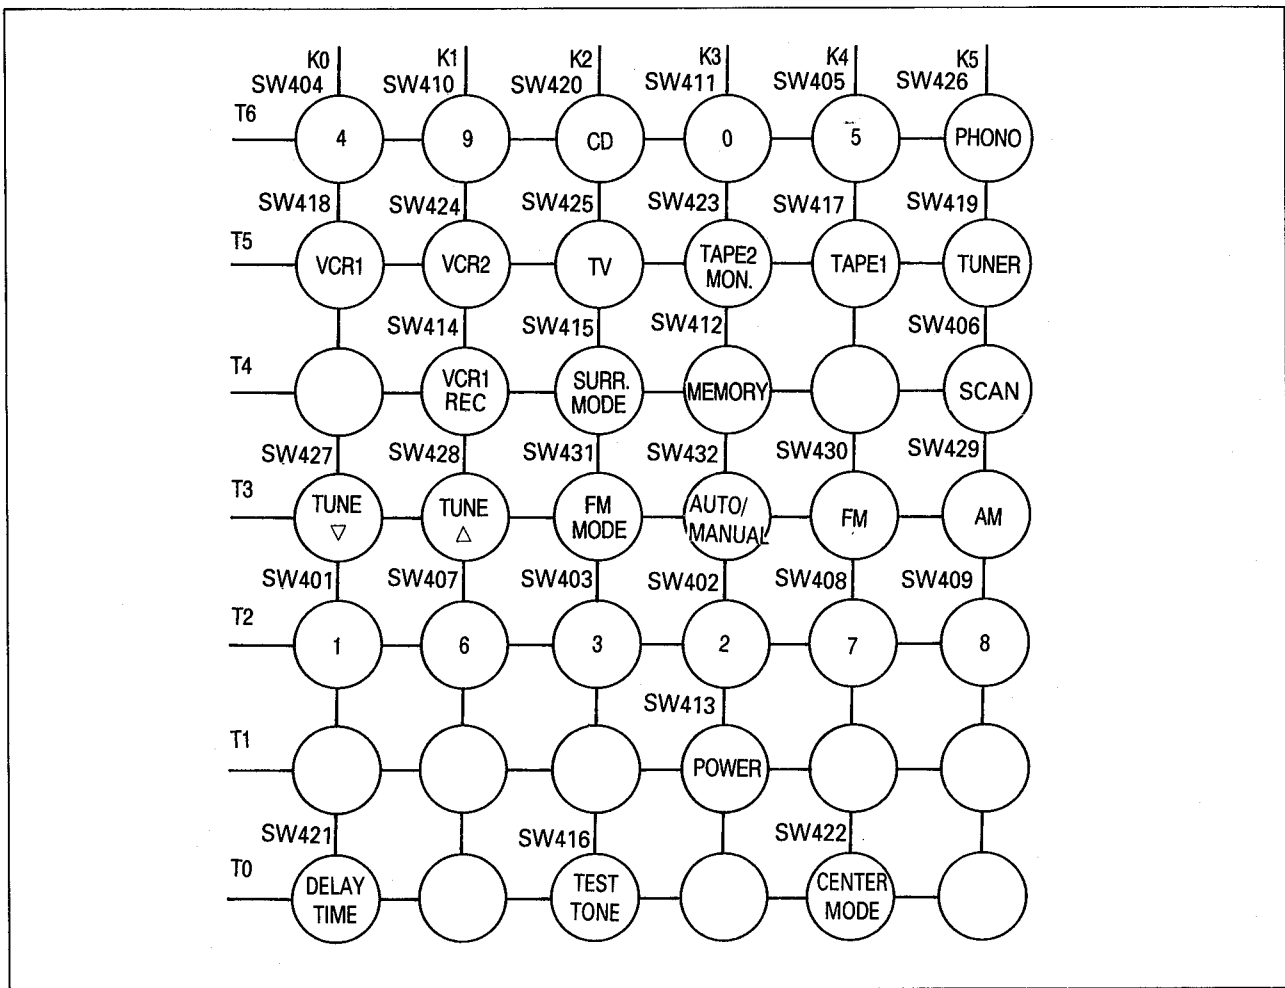 K0 K1 K2 K3 K4 K5
SW404 SW410 SW420 SW411 SW405 SW426
T6
4 9 CD 0 5 PHONO
SW418 SW424 SW425 SW423 SW417 SW419
T5
VCR1 VCR2 TV TAPE2 MON. TAPE1 TUNER
SW414 SW415 SW412 SW406
T4
VCR1 REC SURR. MODE MEMORY SCAN
SW427 SW428 SW431 SW432 SW430 SW429
T3
TUNE ▽ TUNE △ FM MODE AUTO/ MANUAL FM AM
SW401 SW407 SW403 SW402 SW408 SW409
T2
1 6 3 2 7 8
SW413
T1
POWER
SW421 SW416 SW422
T0
DELAY TIME TEST TONE CENTER MODE